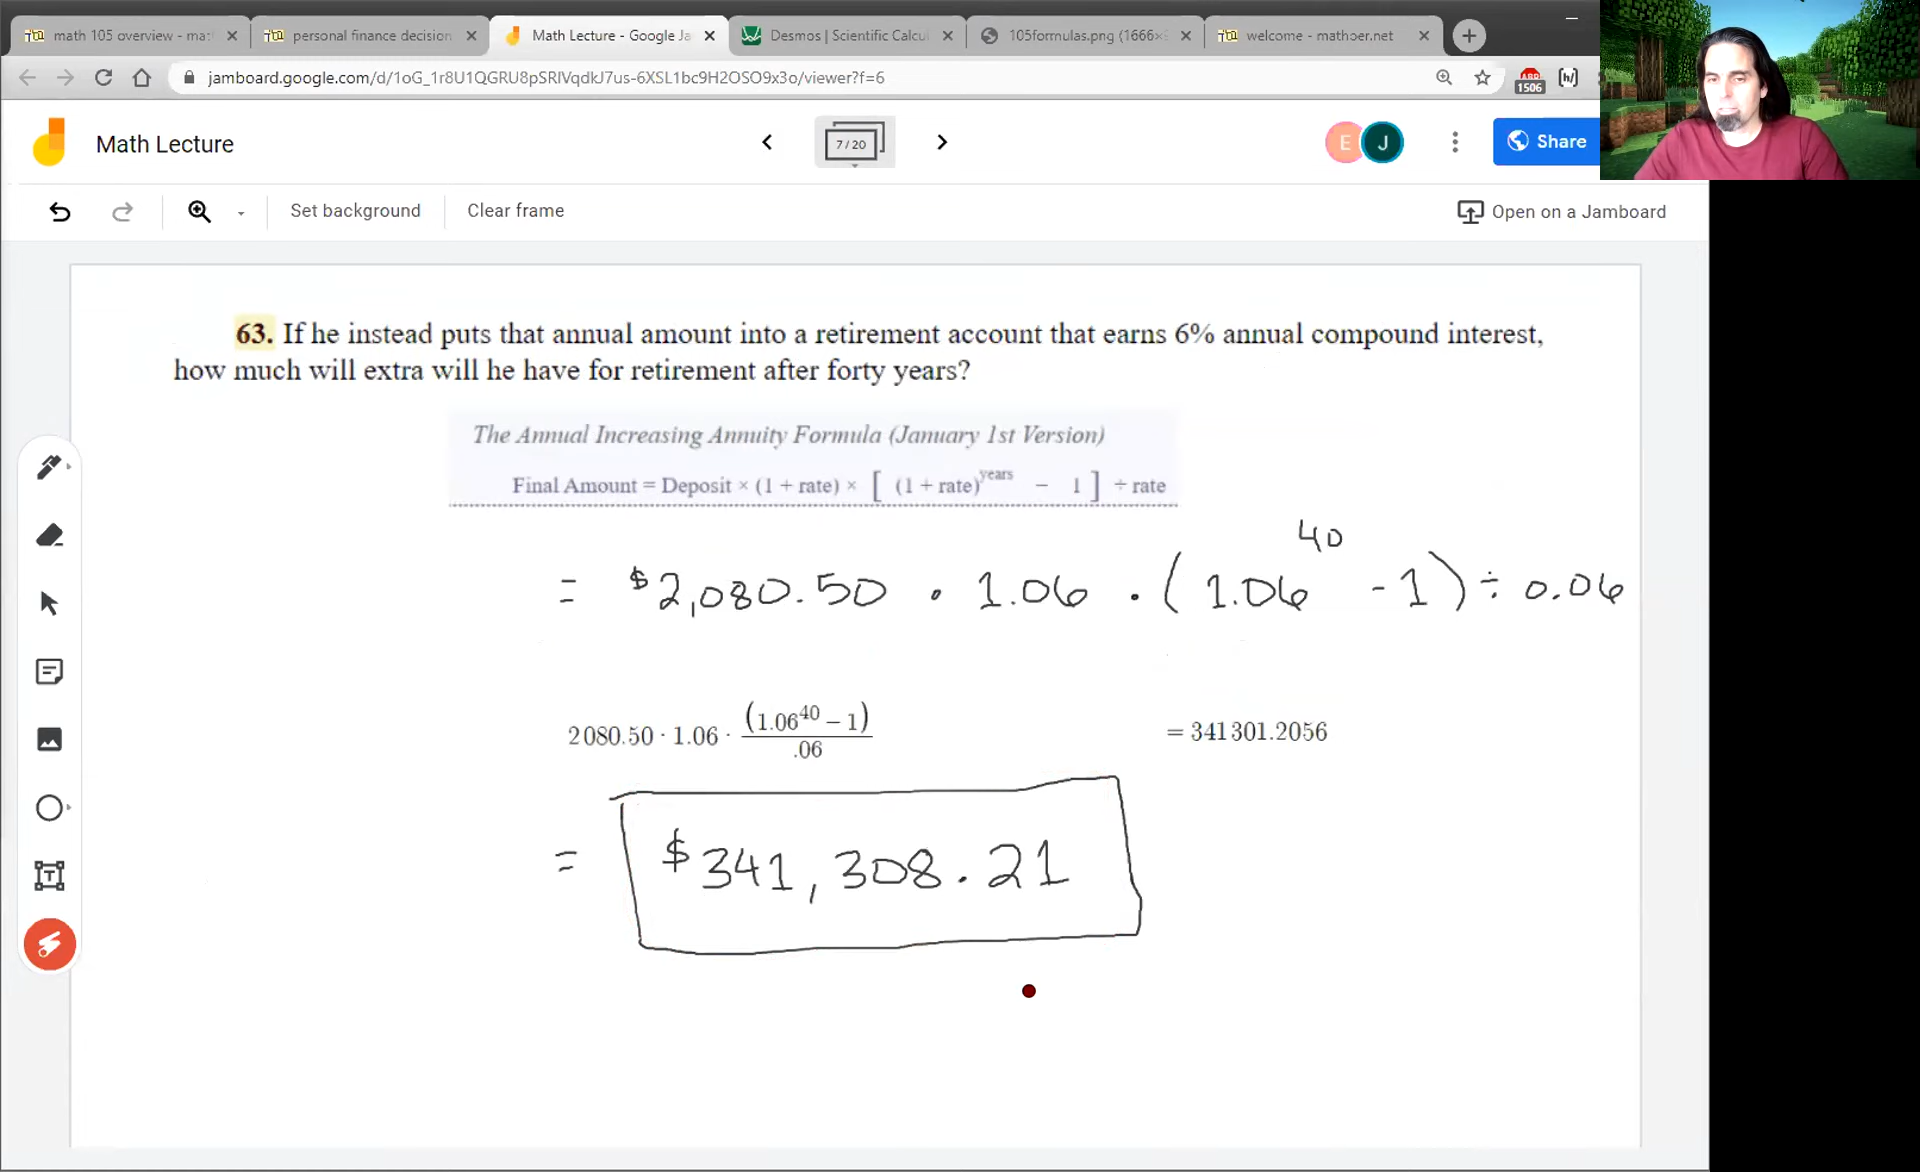 math 105 overview - mat
personal finance decision
Math Lecture - Google Ja
Desmos | Scientific Calcul
105formulas.png (1666×
welcome - mathoer.net
jamboard.google.com/d/1oG_1r8U1QGRU8pSRlVqdkJ7us-6XSL1bc9H2OSO9x3o/viewer?f=6
ABP
1506
Math Lecture
7 / 20
E
J
Share
Set background
Clear frame
Open on a Jamboard
63. If he instead puts that annual amount into a retirement account that earns 6% annual compound interest,
how much will extra will he have for retirement after forty years?
The Annual Increasing Annuity Formula (January 1st Version)
Final Amount = Deposit × (1 + rate) × [ (1 + rate)^years − 1 ] ÷ rate
= $2,080.50 · 1.06 · (1.06^40 - 1) ÷ 0.06
2080.50 · 1.06 · (1.06^40 − 1) / .06 = 341301.2056
= $341,308.21